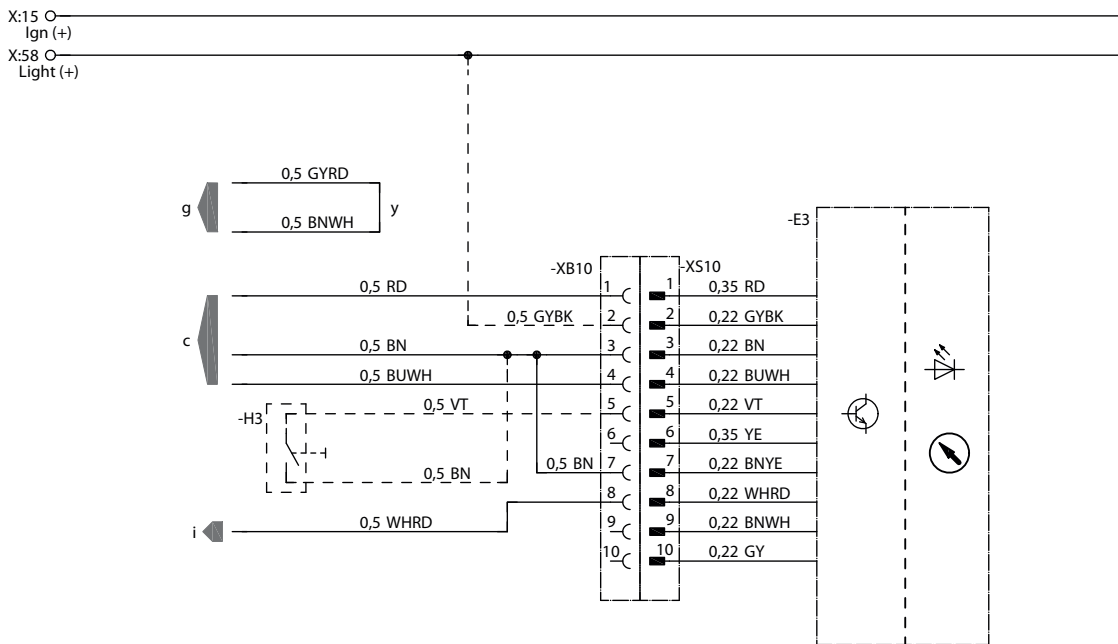 X:15
Ign (+)
X:58
Light (+)
0,5 GYRD
g
y
0,5 BNWH
-E3
-XB10
-XS10
0,5 RD
1
1
0,35 RD
0,5 GYBK
2
2
0,22 GYBK
c
0,5 BN
3
3
0,22 BN
0,5 BUWH
4
4
0,22 BUWH
-H3
0,5 VT
5
5
0,22 VT
6
6
0,35 YE
0,5 BN
0,5 BN
7
7
0,22 BNYE
8
8
0,22 WHRD
i
0,5 WHRD
9
9
0,22 BNWH
10
10
0,22 GY